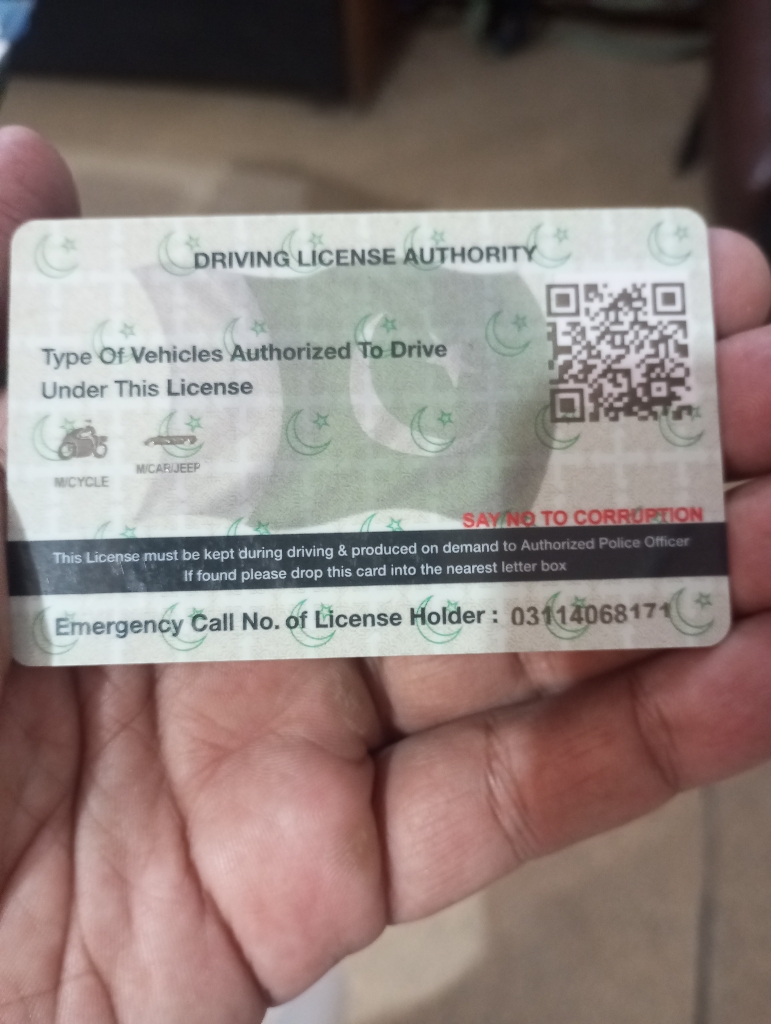 DRIVING LICENSE AUTHORITY
Type Of Vehicles Authorized To Drive
Under This License
M/CYCLE
M/CAR/JEEP
SAY NO TO CORRUPTION
This License must be kept during driving & produced on demand to Authorized Police Officer
If found please drop this card into the nearest letter box
Emergency Call No. of License Holder : 03114068171